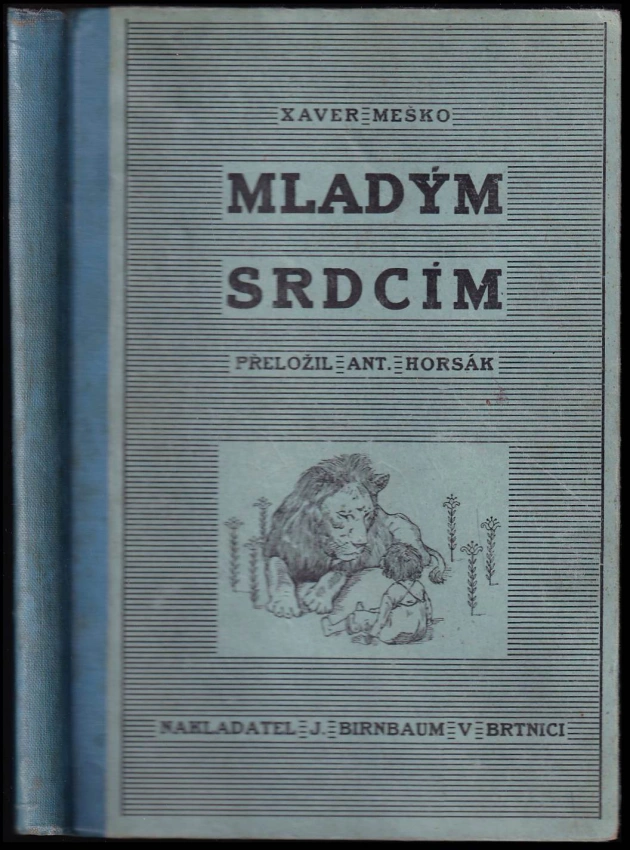 XAVER MEŠKO
MLADÝM
SRDCÍM
PŘELOŽIL ANT. HORSÁK
NAKLADATEL J. BIRNBAUM V BRTNICI